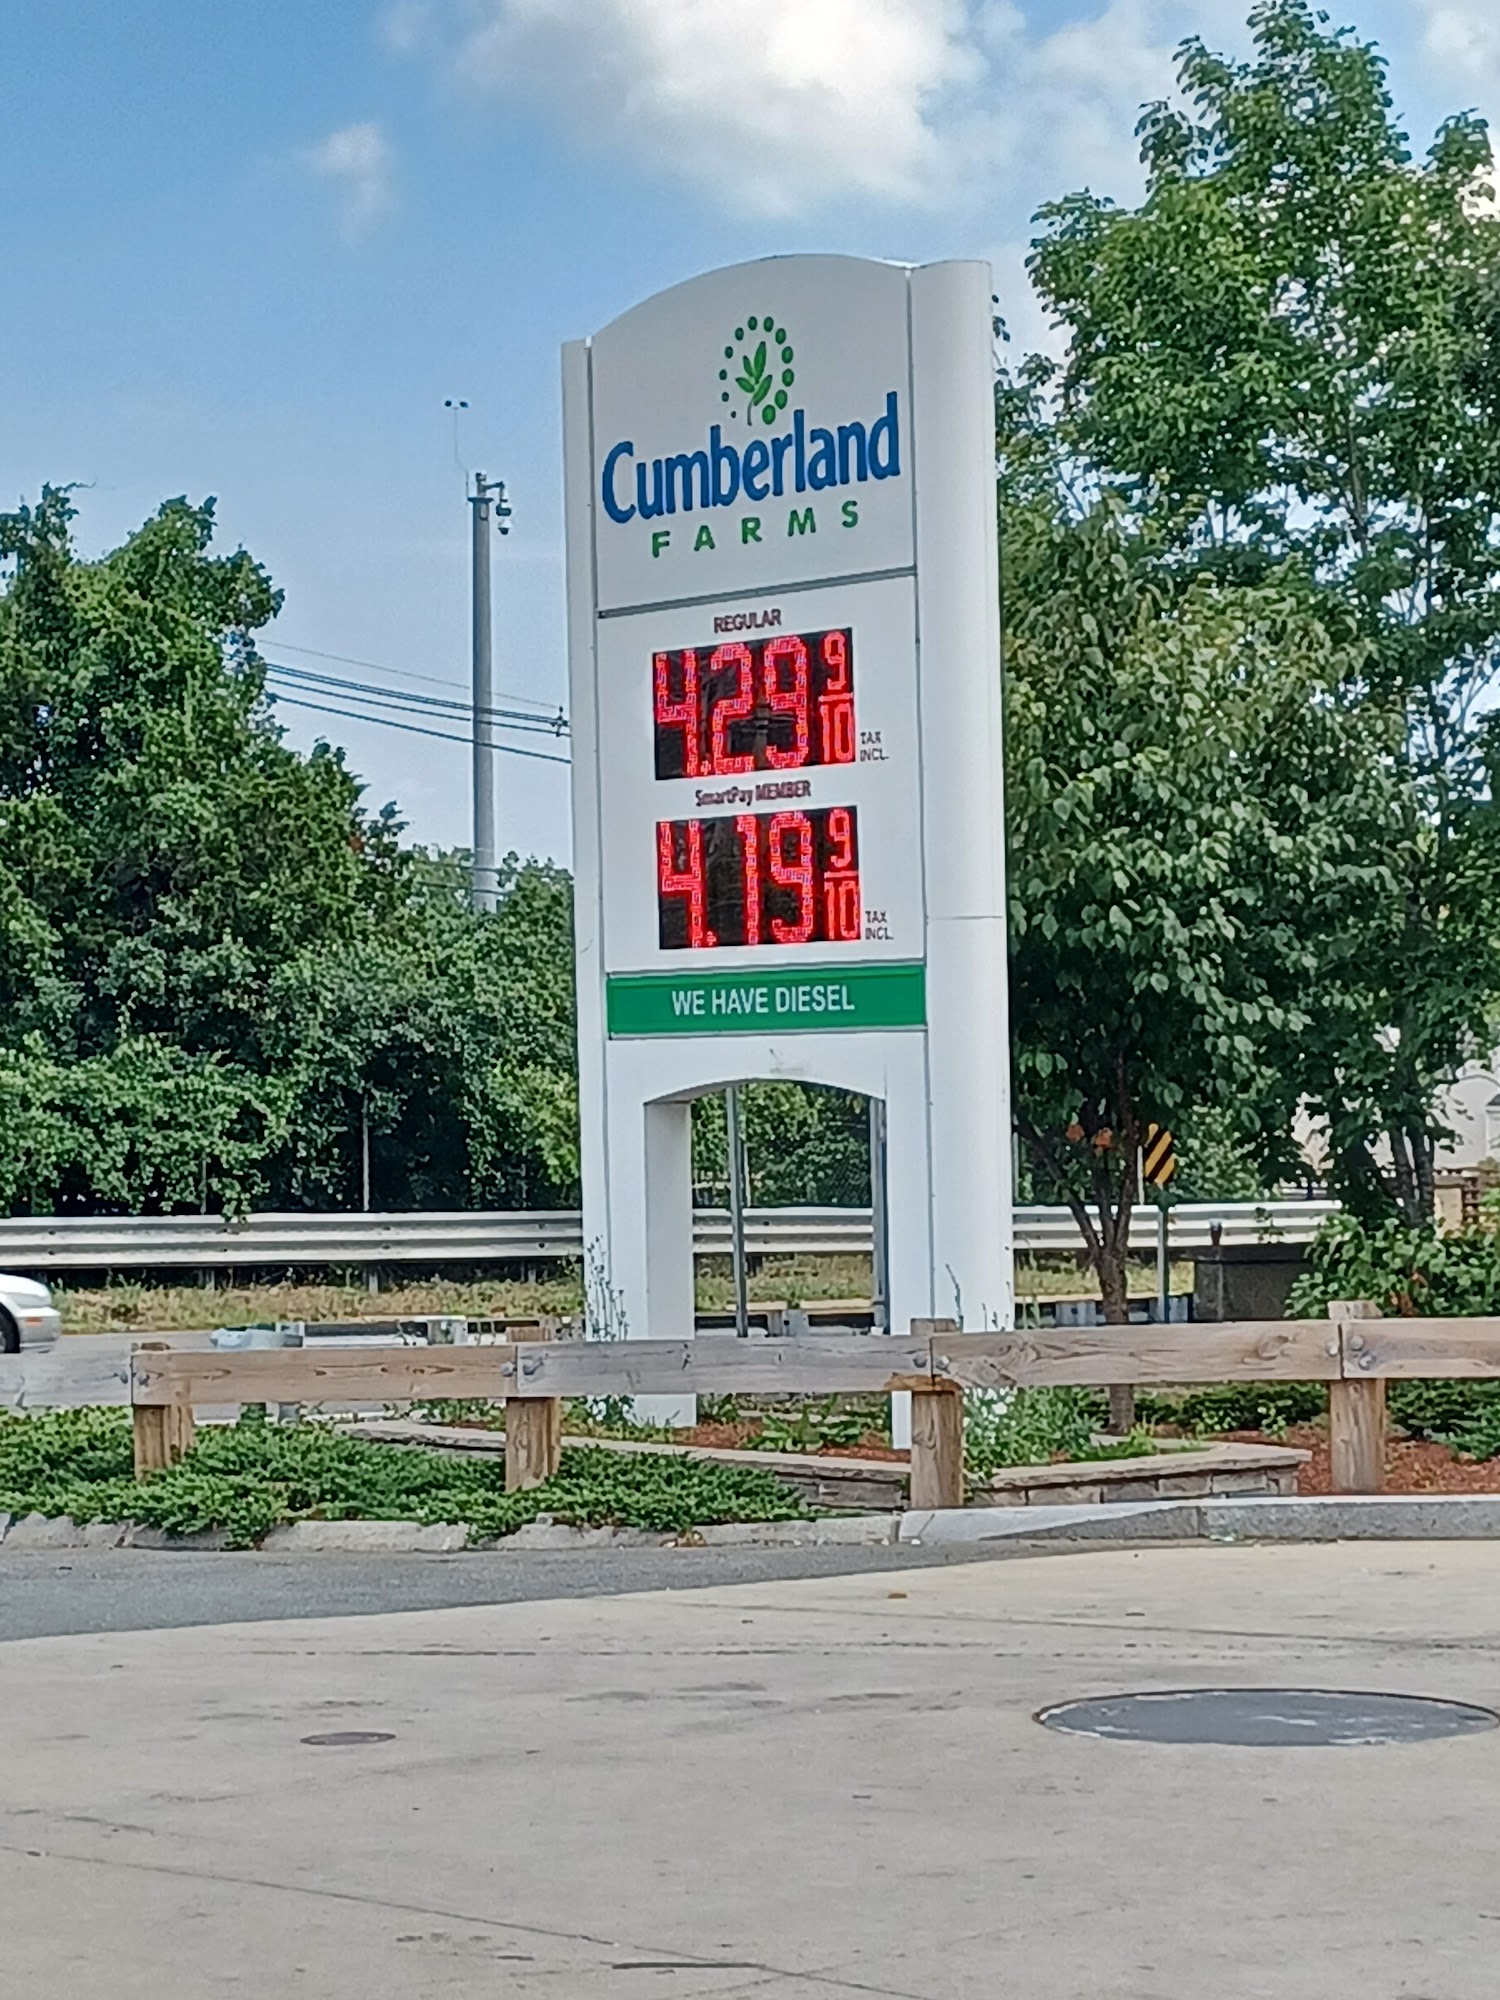 Cumberland
FARMS
REGULAR
4.29 9/10
TAX
INCL.
SmartPay MEMBER
4.19 9/10
TAX
INCL.
WE HAVE DIESEL